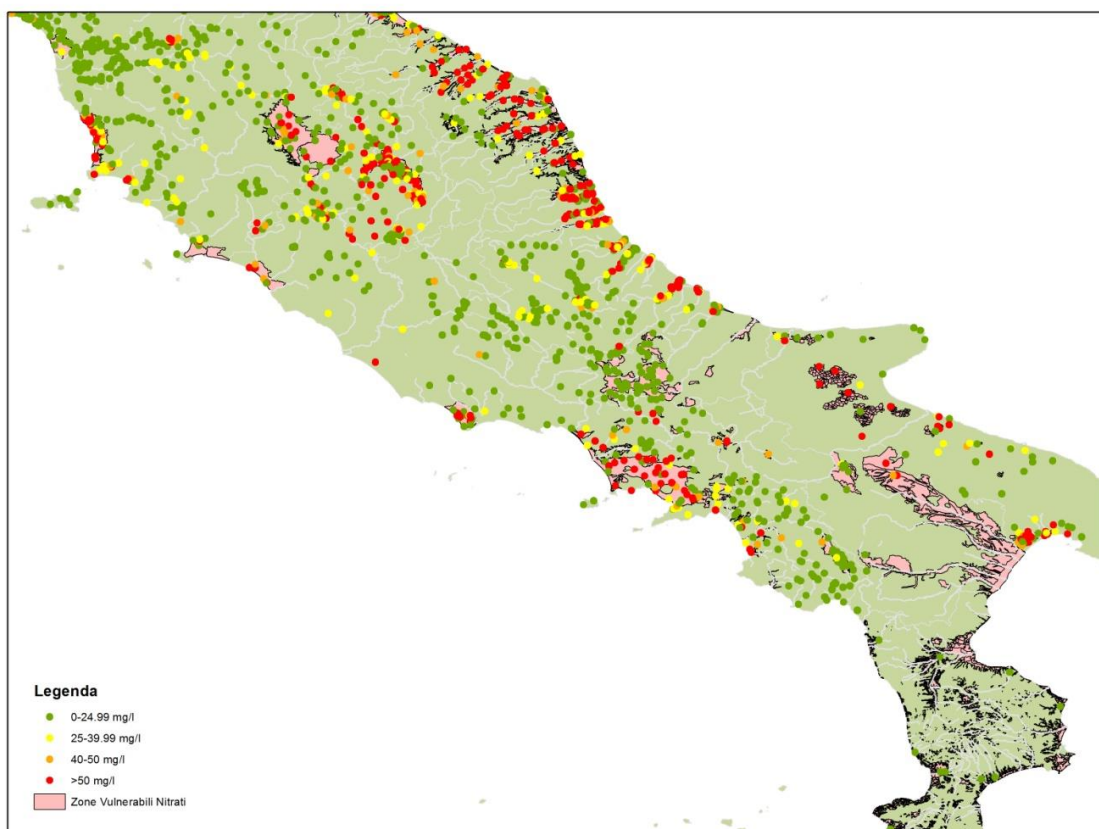 Legenda
0-24.99 mg/l
25-39.99 mg/l
40-50 mg/l
>50 mg/l
Zone Vulnerabili Nitrati